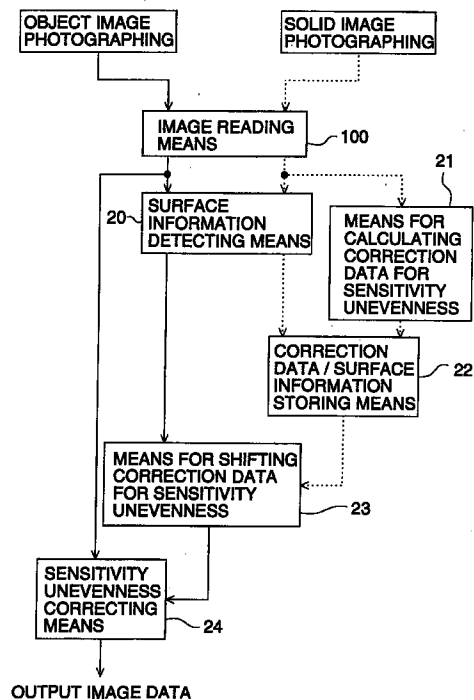 OBJECT IMAGE
PHOTOGRAPHING
SOLID IMAGE
PHOTOGRAPHING
IMAGE READING
MEANS
100
21
20
SURFACE
INFORMATION
DETECTING MEANS
MEANS FOR
CALCULATING
CORRECTION
DATA FOR
SENSITIVITY
UNEVENNESS
CORRECTION
DATA / SURFACE
INFORMATION
STORING MEANS
22
MEANS FOR SHIFTING
CORRECTION DATA
FOR SENSITIVITY
UNEVENNESS
23
SENSITIVITY
UNEVENNESS
CORRECTING
MEANS
24
OUTPUT IMAGE DATA